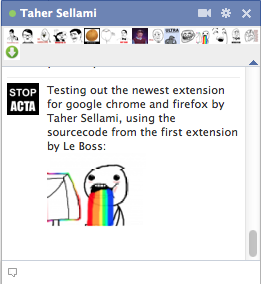 Taher Sellami
ULTRA
STOP
ACTA
Testing out the newest extension
for google chrome and firefox by
Taher Sellami, using the
sourcecode from the first extension
by Le Boss: